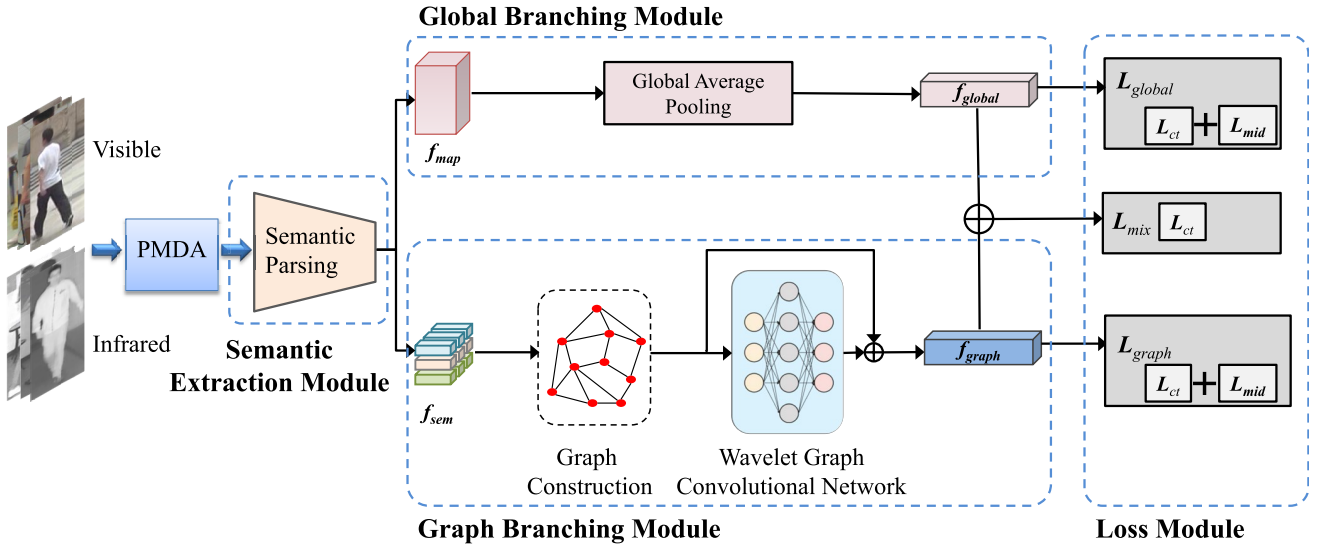 Global Branching Module
Visible
Infrared
PMDA
Semantic
Parsing
Semantic
Extraction Module
f_map
Global Average
Pooling
f_global
f_sem
Graph
Construction
Wavelet Graph
Convolutional Network
f_graph
Graph Branching Module
L_global
L_ct + L_mid
L_mix L_ct
L_graph
L_ct + L_mid
Loss Module